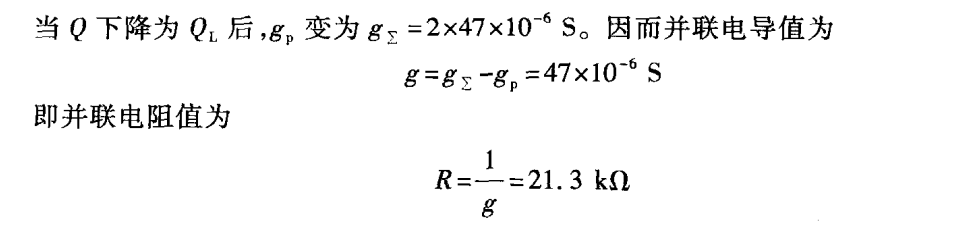 当 Q 下降为 Q_L 后,g_p 变为 g_Σ=2×47×10⁻⁶ S。因而并联电导值为
g=g_Σ-g_p=47×10⁻⁶ S
即并联电阻值为
R=1/g=21.3 kΩ